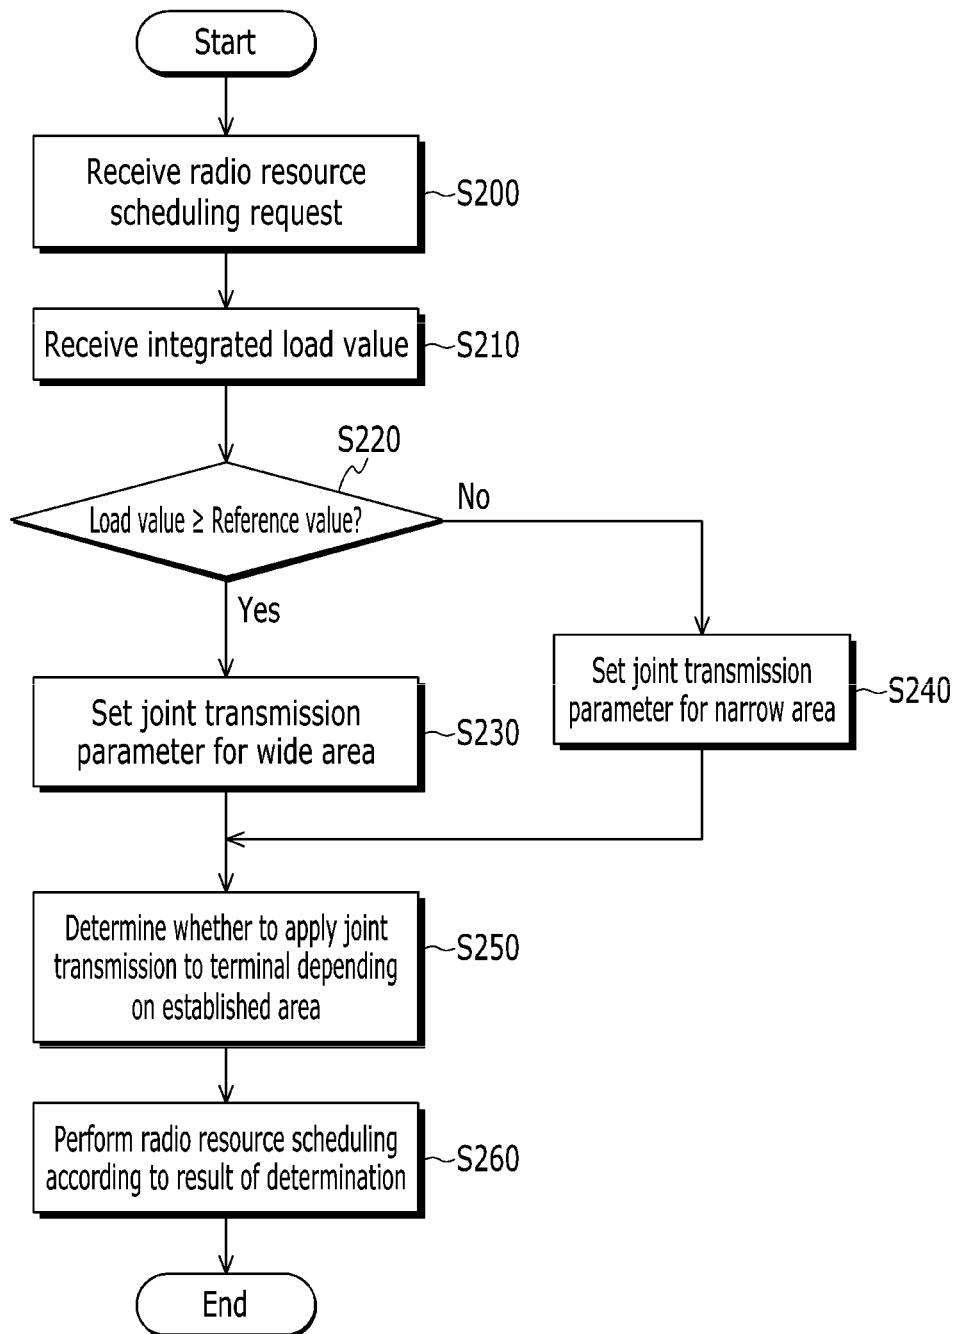 Start
Receive radio resource
scheduling request
S200
Receive integrated load value
S210
S220
Load value ≥ Reference value?
No
Yes
Set joint transmission
parameter for wide area
S230
Set joint transmission
parameter for narrow area
S240
Determine whether to apply joint
transmission to terminal depending
on established area
S250
Perform radio resource scheduling
according to result of determination
S260
End